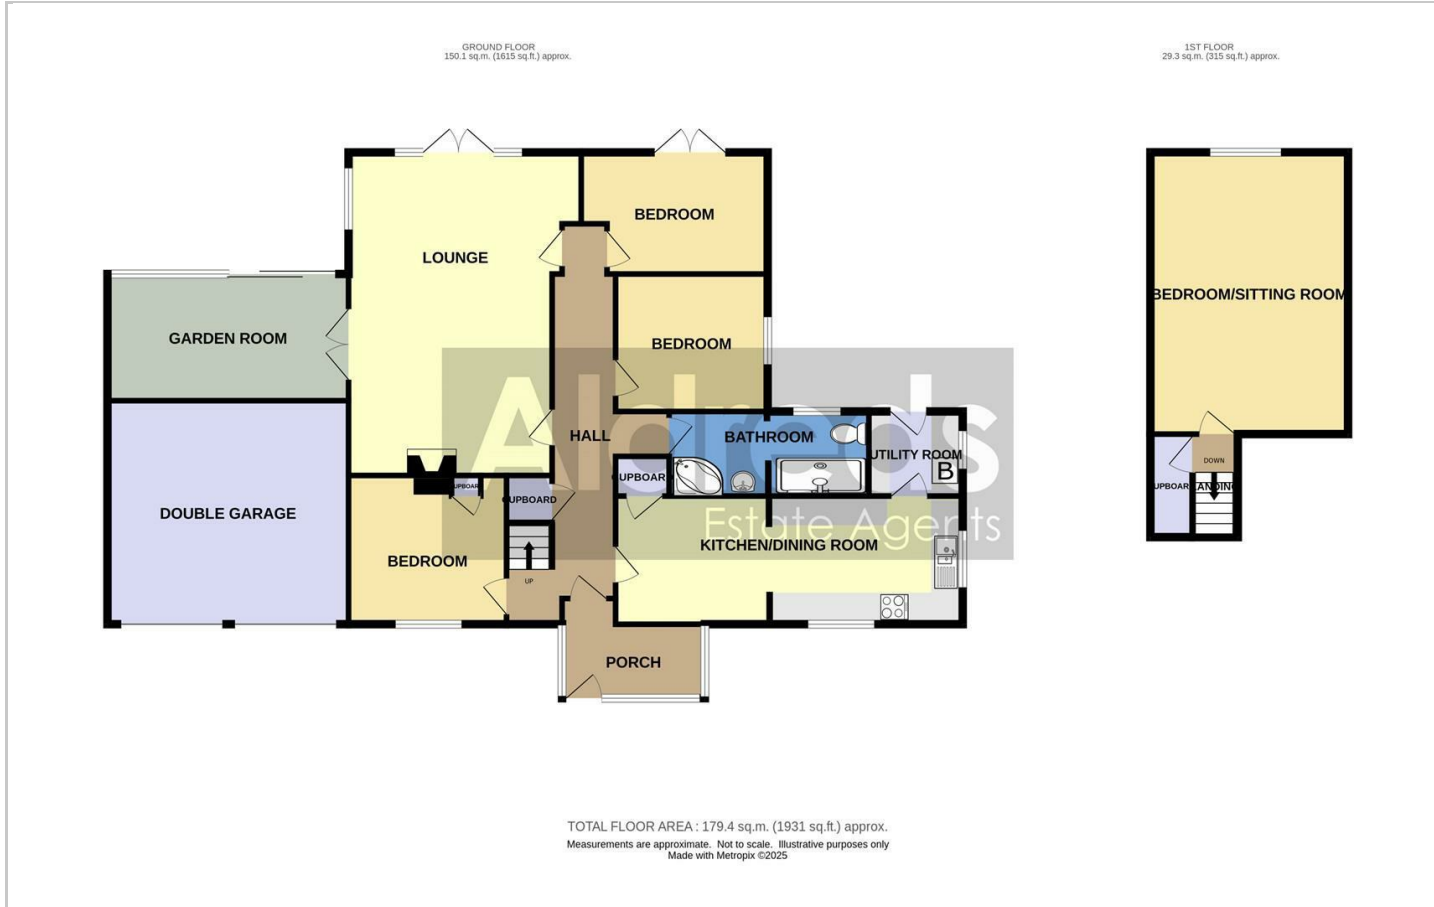 GROUND FLOOR
150.1 sq.m. (1615 sq.ft.) approx.
1ST FLOOR
29.3 sq.m. (315 sq.ft.) approx.
LOUNGE
BEDROOM
BEDROOM/SITTING ROOM
GARDEN ROOM
BEDROOM
Aldreds
Estate Agents
HALL
BATHROOM
UTILITY ROOM
B
DOWN
LANDING
UPBOAR
UPBOAR
UPBOAR
CUPBOARD
DOUBLE GARAGE
KITCHEN/DINING ROOM
BEDROOM
UP
PORCH
TOTAL FLOOR AREA : 179.4 sq.m. (1931 sq.ft.) approx.
Measurements are approximate. Not to scale. Illustrative purposes only
Made with Metropix ©2025